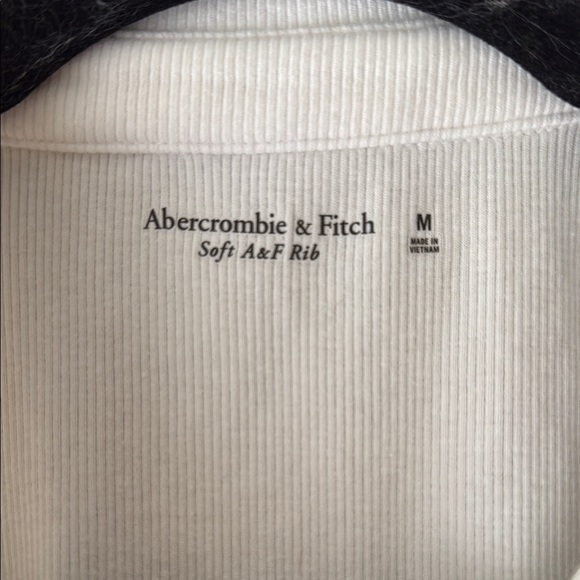 Abercrombie & Fitch
Soft A&F Rib
M
MADE IN
VIETNAM